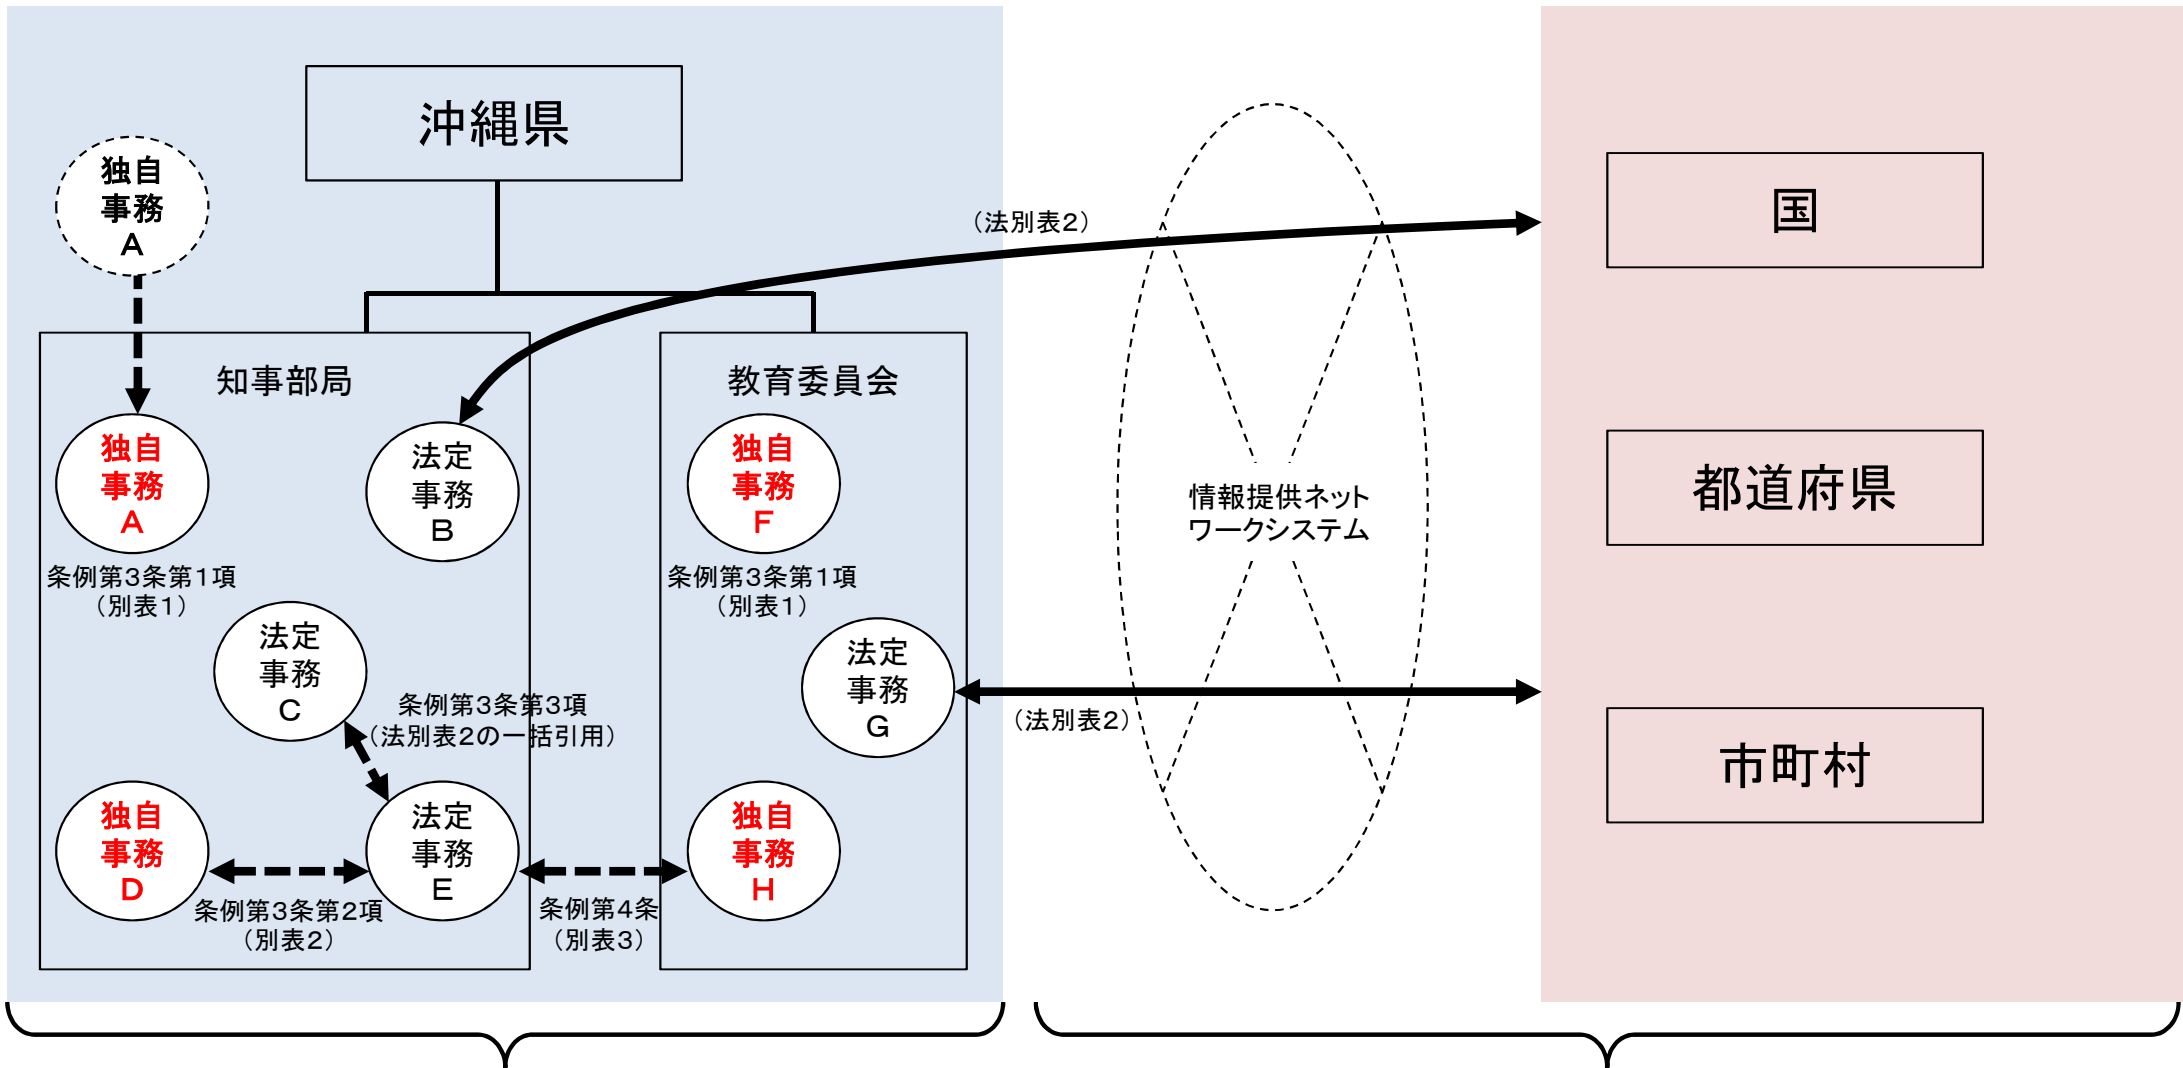 沖縄県
独自
事務
A
知事部局
独自
事務
A
条例第3条第1項
（別表1）
法定
事務
B
法定
事務
C
条例第3条第3項
（法別表2の一括引用）
独自
事務
D
条例第3条第2項
（別表2）
法定
事務
E
条例第4条
（別表3）
教育委員会
独自
事務
F
条例第3条第1項
（別表1）
法定
事務
G
独自
事務
H
（法別表2）
（法別表2）
情報提供ネット
ワークシステム
国
都道府県
市町村